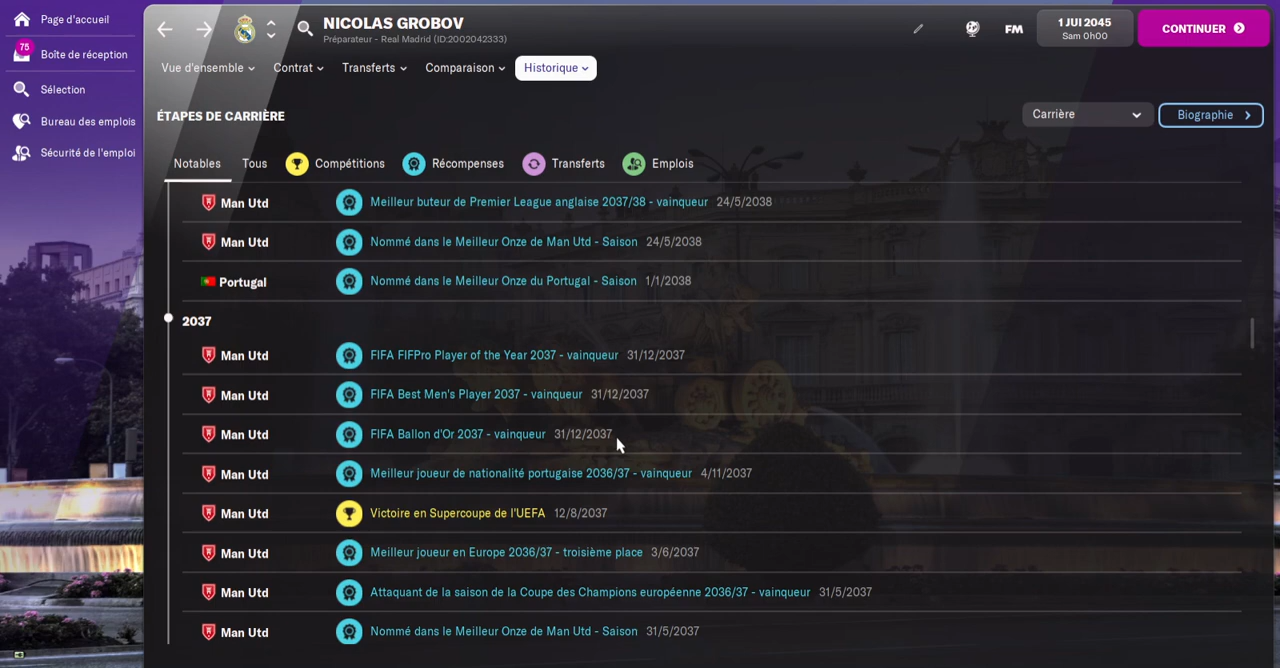 Page d'accueil
75
Boîte de réception
Sélection
Bureau des emplois
Sécurité de l'emploi
NICOLAS GROBOV
Préparateur - Real Madrid (ID:2002042333)
FM
1 JUI 2045
Sam 0h00
CONTINUER
Vue d'ensemble
Contrat
Transferts
Comparaison
Historique
ÉTAPES DE CARRIÈRE
Carrière
Biographie
Notables
Tous
Compétitions
Récompenses
Transferts
Emplois
Man Utd Meilleur buteur de Premier League anglaise 2037/38 - vainqueur 24/5/2038
Man Utd Nommé dans le Meilleur Onze de Man Utd - Saison 24/5/2038
Portugal Nommé dans le Meilleur Onze du Portugal - Saison 1/1/2038
2037
Man Utd FIFA FIFPro Player of the Year 2037 - vainqueur 31/12/2037
Man Utd FIFA Best Men's Player 2037 - vainqueur 31/12/2037
Man Utd FIFA Ballon d'Or 2037 - vainqueur 31/12/2037
Man Utd Meilleur joueur de nationalité portugaise 2036/37 - vainqueur 4/11/2037
Man Utd Victoire en Supercoupe de l'UEFA 12/8/2037
Man Utd Meilleur joueur en Europe 2036/37 - troisième place 3/6/2037
Man Utd Attaquant de la saison de la Coupe des Champions européenne 2036/37 - vainqueur 31/5/2037
Man Utd Nommé dans le Meilleur Onze de Man Utd - Saison 31/5/2037